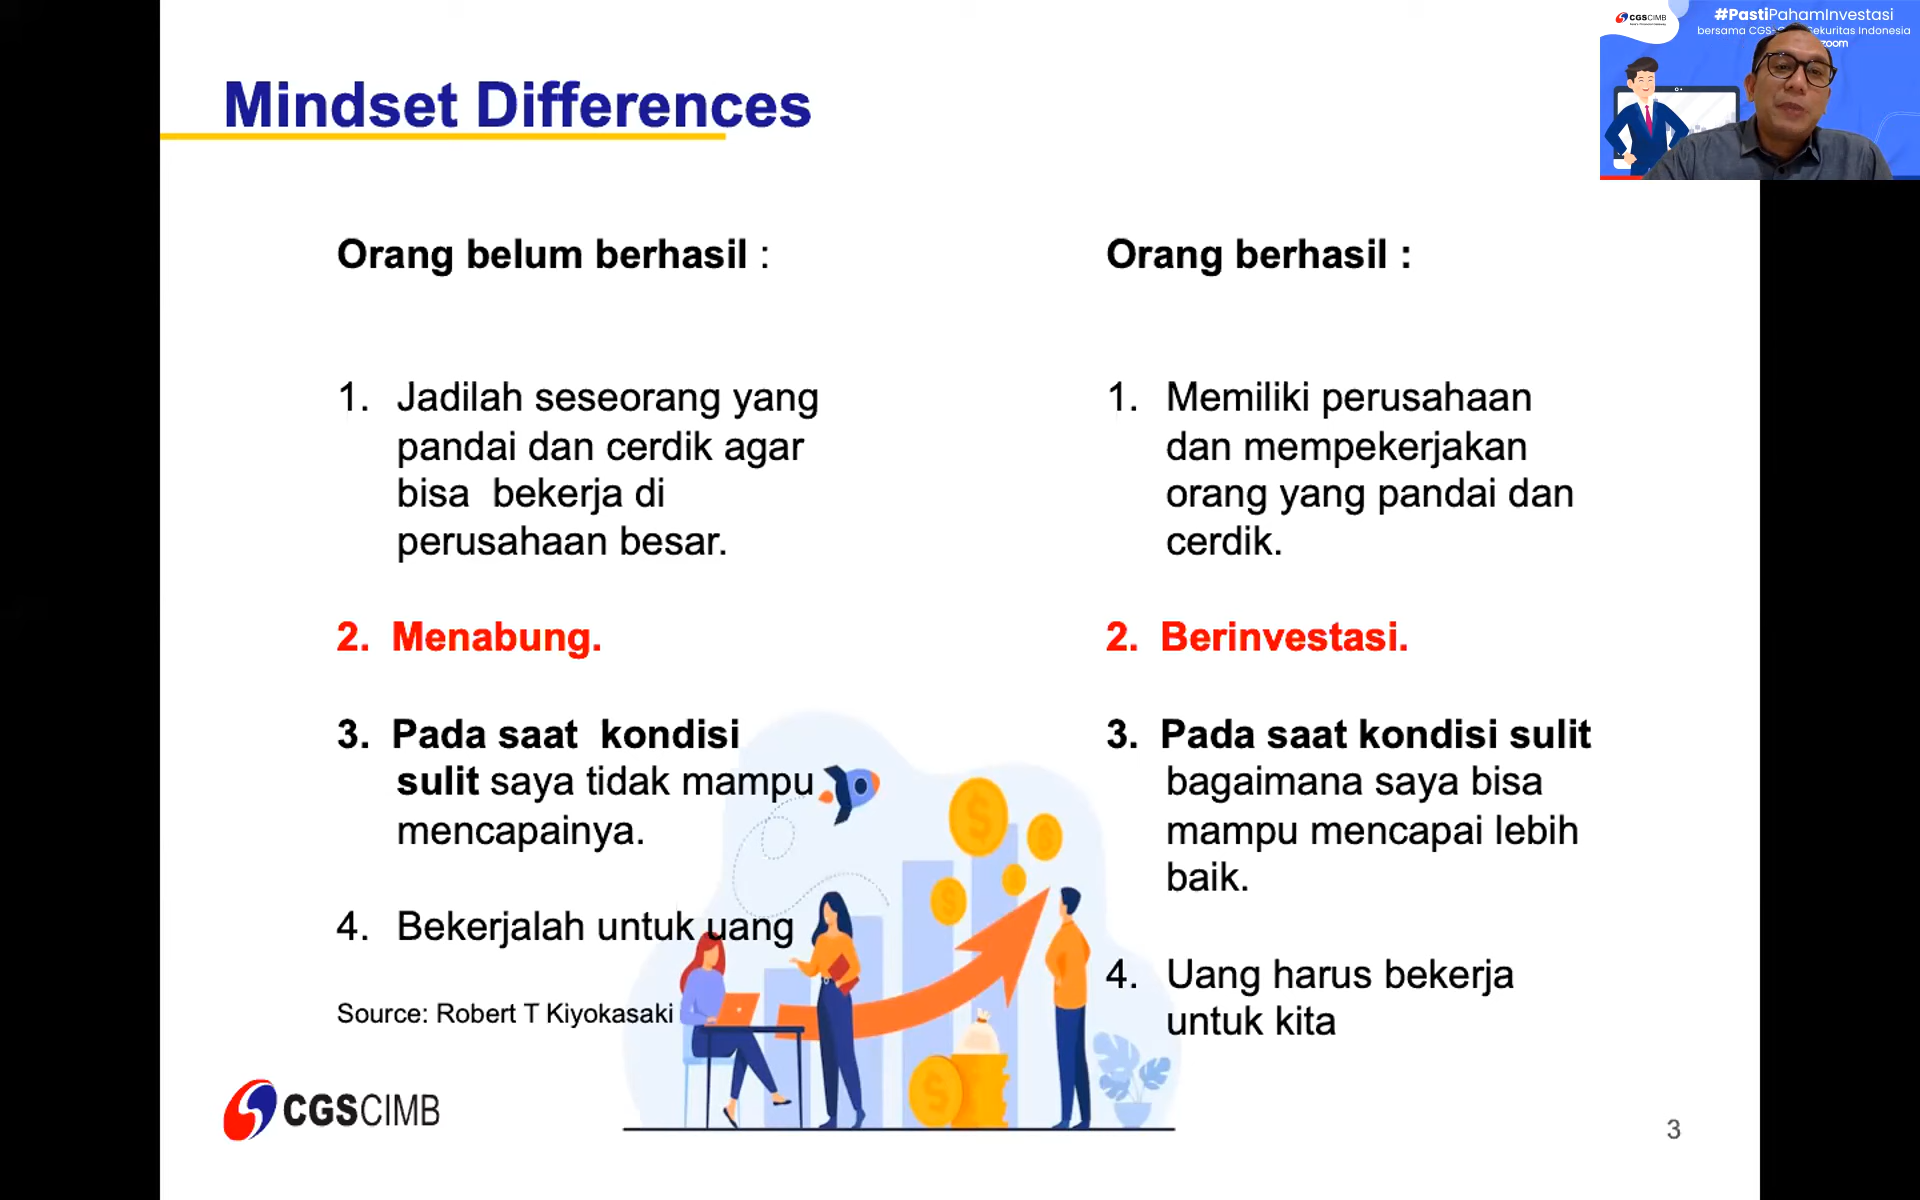 Mindset Differences
Orang belum berhasil :
1. Jadilah seseorang yang
pandai dan cerdik agar
bisa bekerja di
perusahaan besar.
2. Menabung.
3. Pada saat kondisi
sulit saya tidak mampu
mencapainya.
4. Bekerjalah untuk uang
Source: Robert T Kiyokasaki
Orang berhasil :
1. Memiliki perusahaan
dan mempekerjakan
orang yang pandai dan
cerdik.
2. Berinvestasi.
3. Pada saat kondisi sulit
bagaimana saya bisa
mampu mencapai lebih
baik.
4. Uang harus bekerja
untuk kita
CGSCIMB
3
CGSCIMB
#PastiPahamInvestasi
bersama CGS- Sekuritas Indonesia
zoom